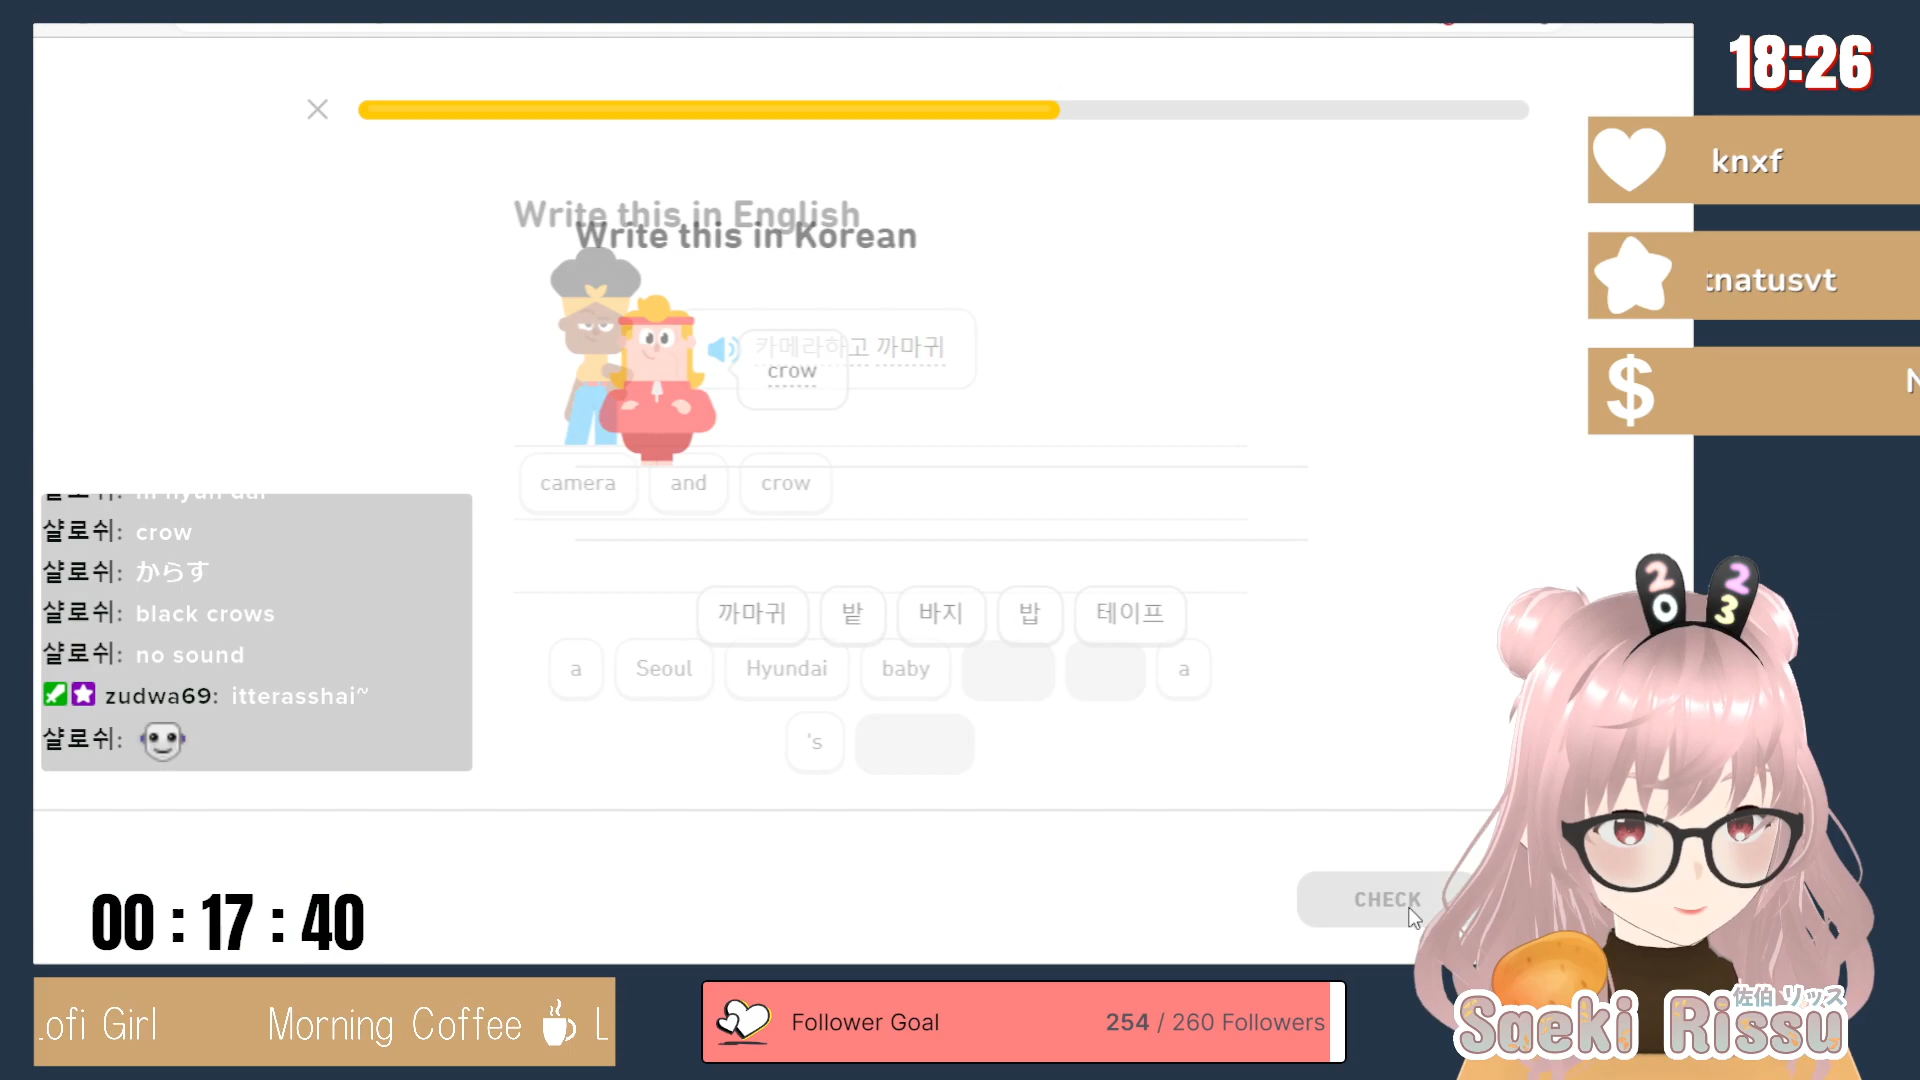 18:26
knxf
natusvt
Write this in English
Write this in Korean
카메라하고 까마귀
crow
camera and crow
까마귀 밭 바지 밥 테이프
a Seoul Hyundai baby a
's
CHECK
샬로쉬: crow
샬로쉬: からす
샬로쉬: black crows
샬로쉬: no sound
zudwa69: itterasshai~
샬로쉬:
00 : 17 : 40
ofi Girl Morning Coffee L
Follower Goal 254 / 260 Followers
佐伯 リッス
Saeki Rissu
20 23